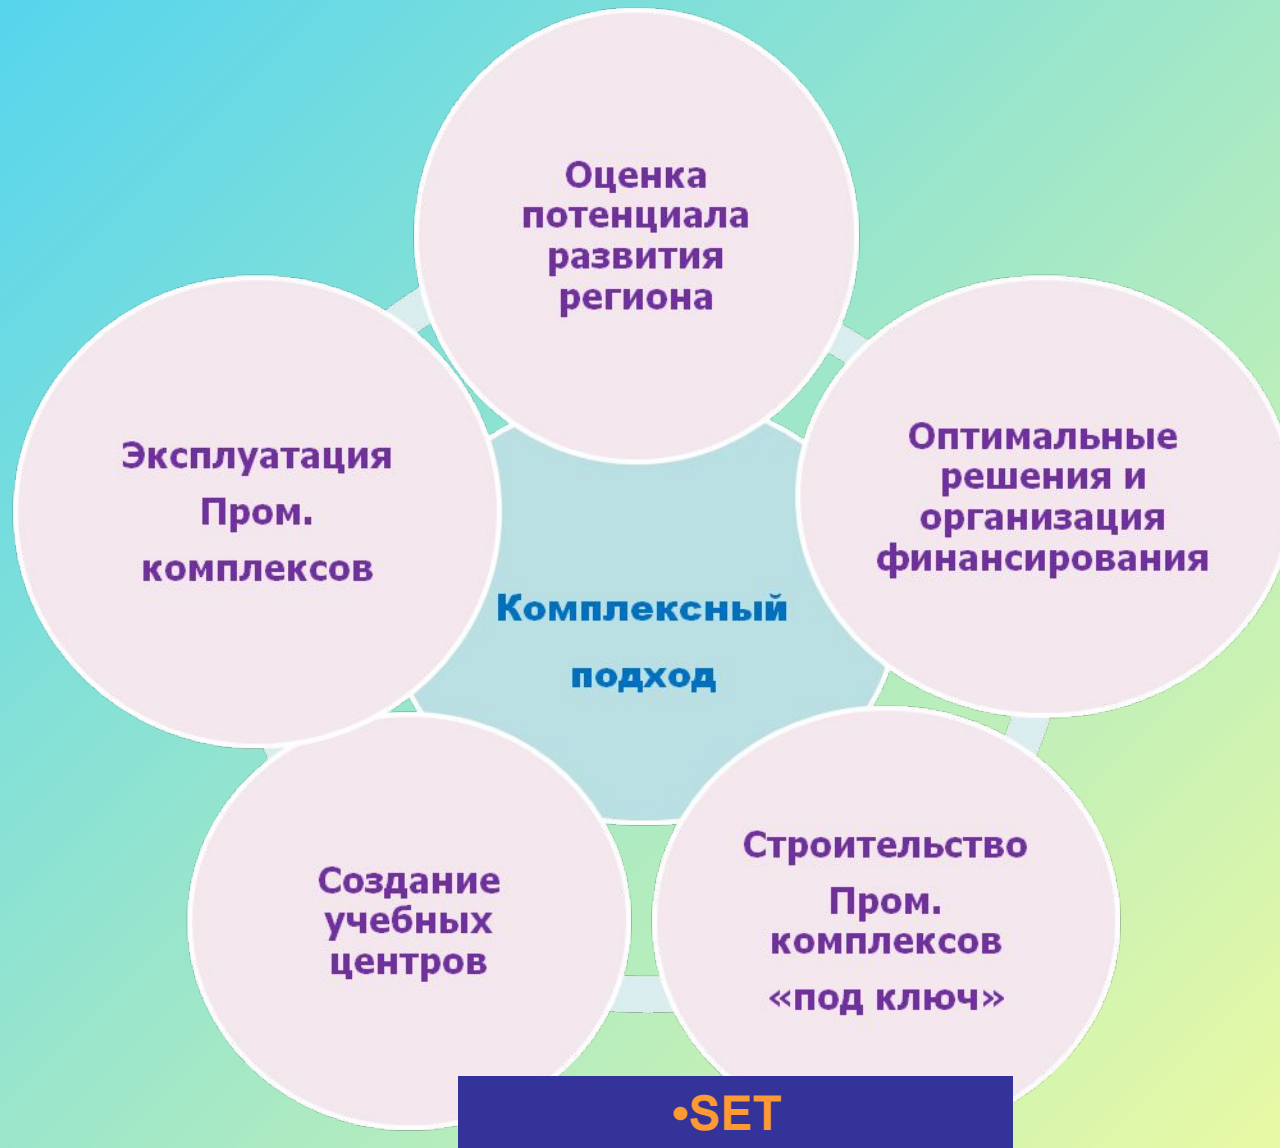 Оценка
потенциала
развития
региона
Оптимальные
решения и
организация
финансирования
Эксплуатация
Пром.
комплексов
Комплексный
подход
Строительство
Пром.
комплексов
«под ключ»
Создание
учебных
центров
•SET